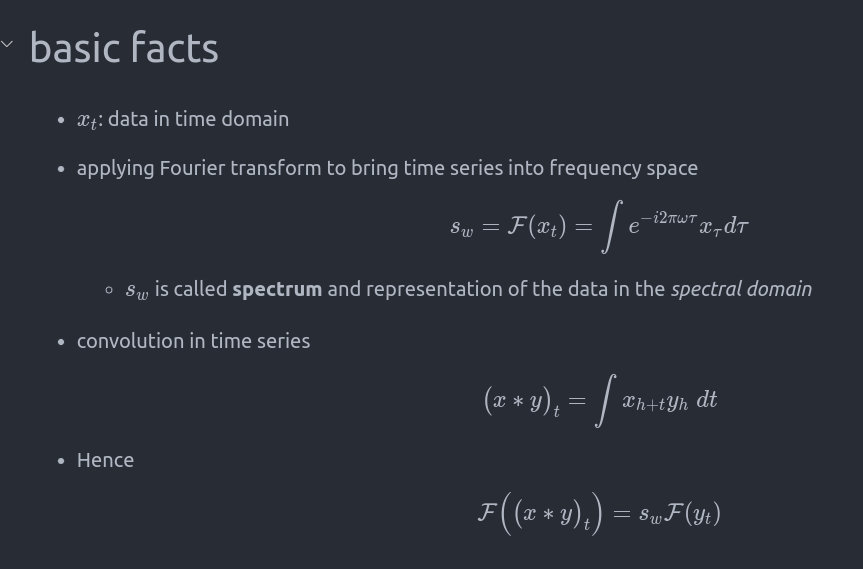 basic facts
• $x_t$: data in time domain
• applying Fourier transform to bring time series into frequency space
$s_w = \mathcal{F}(x_t) = \int e^{-i2\pi\omega\tau} x_\tau d\tau$
◦ $s_w$ is called spectrum and representation of the data in the spectral domain
• convolution in time series
$(x * y)_t = \int x_{h+t} y_h \, dt$
• Hence
$\mathcal{F}\left((x * y)_t\right) = s_w \mathcal{F}(y_t)$